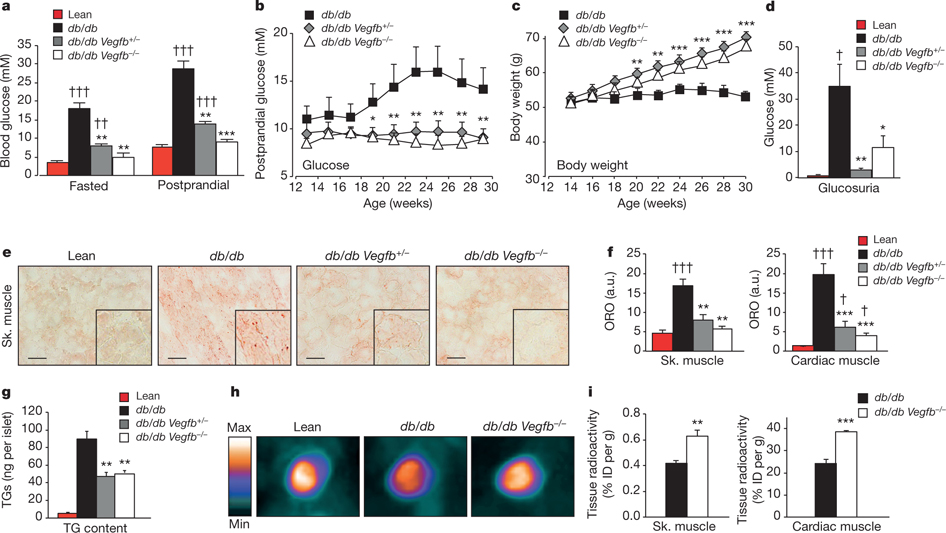 a
Lean
db/db
db/db Vegfb+/–
db/db Vegfb–/–
Blood glucose (mM)
40
35
30
25
20
15
10
5
0
†††
††
**
**
†††
†††
**
***
Fasted
Postprandial
b
db/db
db/db Vegfb+/–
db/db Vegfb–/–
Postprandial glucose (mM)
20
15
10
5
* ** ** ** ** **
Glucose
12 14 16 18 20 22 24 26 28 30
Age (weeks)
c
db/db
db/db Vegfb+/–
db/db Vegfb–/–
Body weight (g)
70
60
50
40
30
** ** *** *** *** ***
Body weight
12 14 16 18 20 22 24 26 28 30
Age (weeks)
d
Lean
db/db
db/db Vegfb+/–
db/db Vegfb–/–
Glucose (mM)
50
40
30
20
10
0
†
**
*
Glucosuria
e
Lean
db/db
db/db Vegfb+/–
db/db Vegfb–/–
Sk. muscle
f
Lean
db/db
db/db Vegfb+/–
db/db Vegfb–/–
ORO (a.u.)
25
20
15
10
5
0
†††
**
**
Sk. muscle
ORO (a.u.)
25
20
15
10
5
0
†††
†
***
†
***
Cardiac muscle
g
Lean
db/db
db/db Vegfb+/–
db/db Vegfb–/–
TGs (ng per islet)
120
100
80
60
40
20
0
** **
TG content
h
Max
Min
Lean
db/db
db/db Vegfb–/–
i
db/db
db/db Vegfb–/–
Tissue radioactivity
(% ID per g)
0.8
0.6
0.4
0.2
0.0
**
Sk. muscle
Tissue radioactivity
(% ID per g)
40
30
20
10
0
***
Cardiac muscle